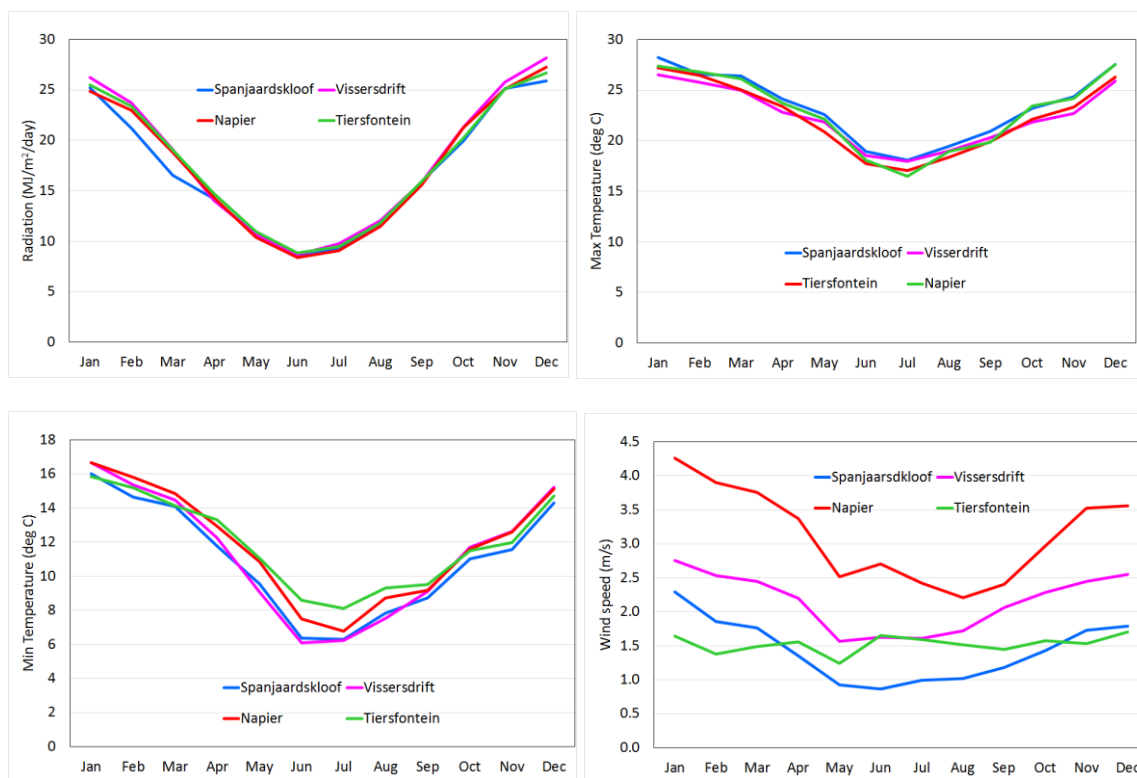 30
25
20
15
10
5
0
Radiation (MJ/m²/day)
Spanjaardskloof Vissersdrift
Napier Tiersfontein
Jan Feb Mar Apr May Jun Jul Aug Sep Oct Nov Dec
30
25
20
15
10
5
0
Max Temperature (deg C)
Spanjaardskloof Visserdrift
Tiersfontein Napier
Jan Feb Mar Apr May Jun Jul Aug Sep Oct Nov Dec
18
16
14
12
10
8
6
4
2
0
Min Temperature (deg C)
Spanjaardskloof Vissersdrift
Napier Tiersfontein
Jan Feb Mar Apr May Jun Jul Aug Sep Oct Nov Dec
4.5
4.0
3.5
3.0
2.5
2.0
1.5
1.0
0.5
0.0
Wind speed (m/s)
Spanjaarsdkloof Vissersdrift
Napier Tiersfontein
Jan Feb Mar Apr May Jun Jul Aug Sep Oct Nov Dec